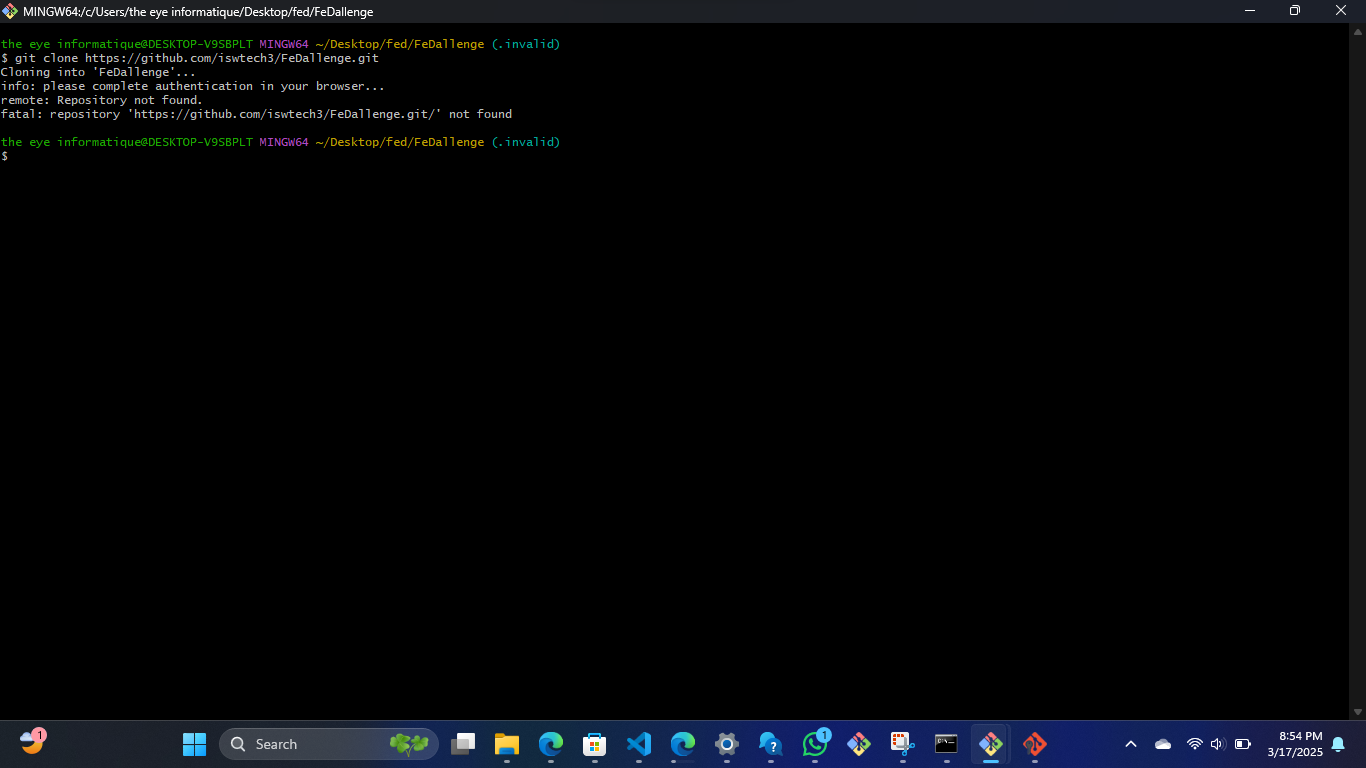 MINGW64:/c/Users/the eye informatique/Desktop/fed/FeDallenge
the eye informatique@DESKTOP-V9SBPLT MINGW64 ~/Desktop/fed/FeDallenge (.invalid)
$ git clone https://github.com/iswtech3/FeDallenge.git
Cloning into 'FeDallenge'...
info: please complete authentication in your browser...
remote: Repository not found.
fatal: repository 'https://github.com/iswtech3/FeDallenge.git/' not found
the eye informatique@DESKTOP-V9SBPLT MINGW64 ~/Desktop/fed/FeDallenge (.invalid)
$
1
Search
1
8:54 PM
3/17/2025